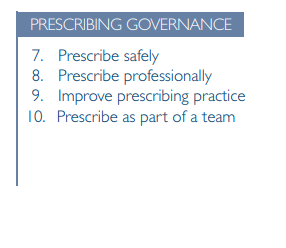 PRESCRIBING GOVERNANCE
7. Prescribe safely
8. Prescribe professionally
9. Improve prescribing practice
10. Prescribe as part of a team